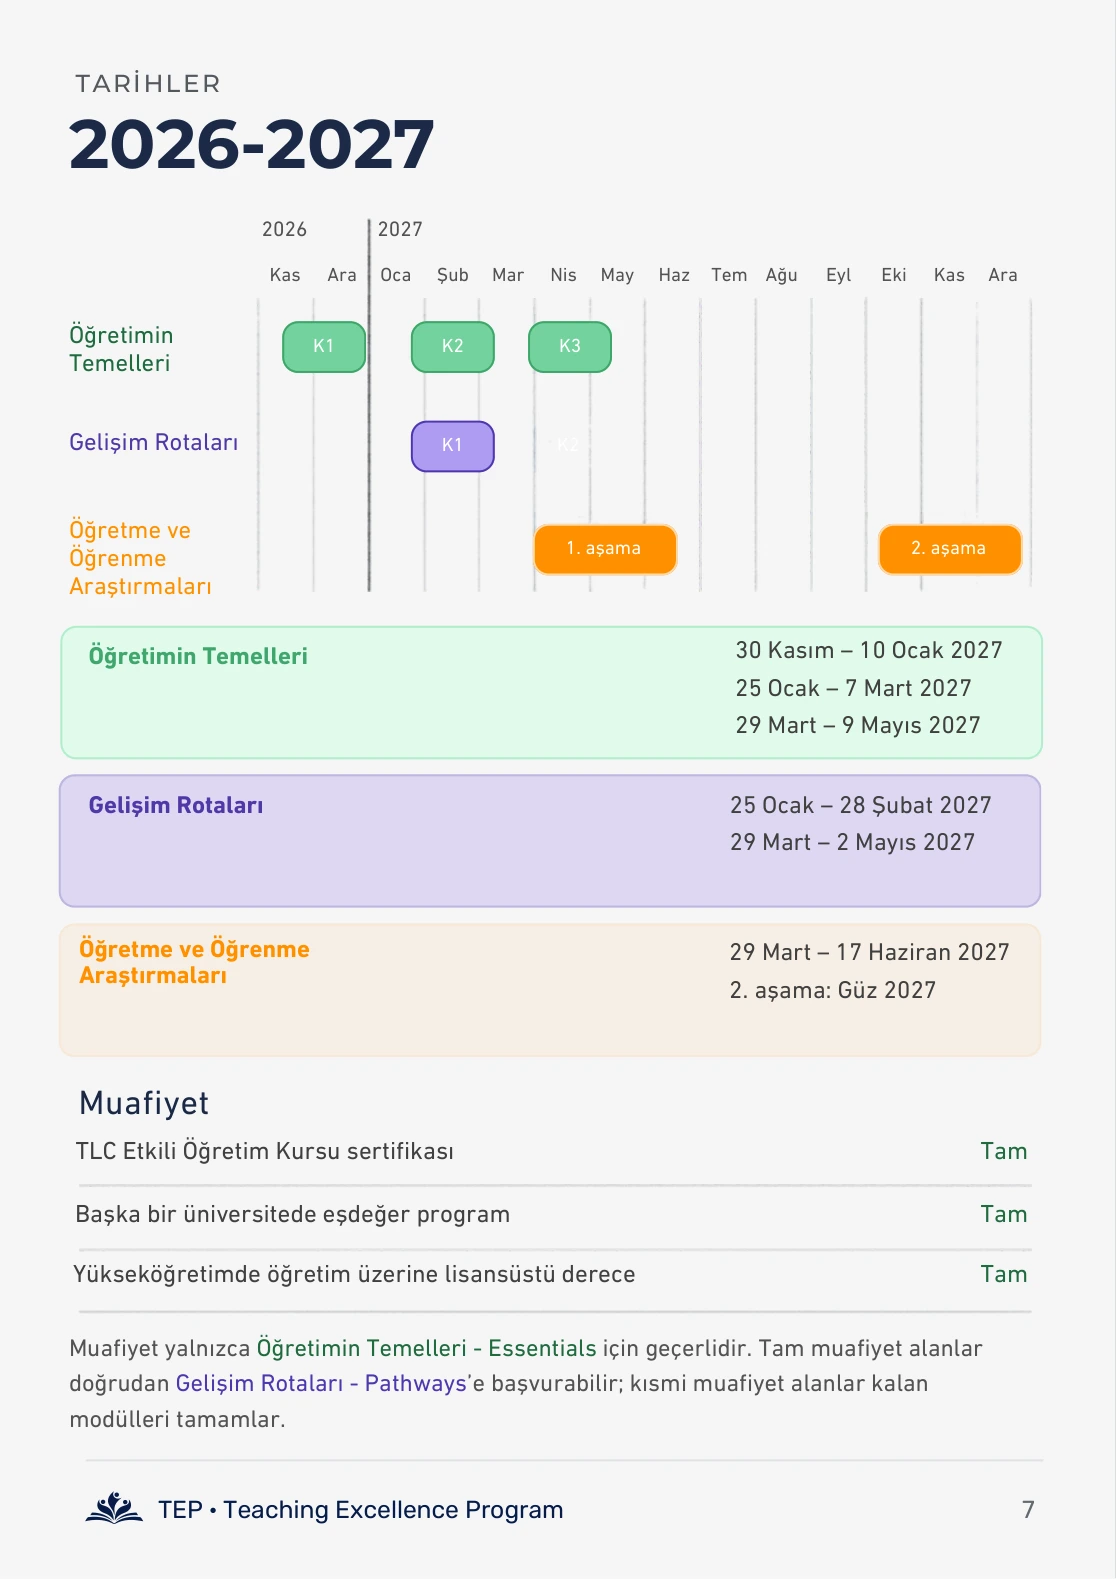 TARİHLER
2026-2027
2026 2027
Kas Ara Oca Şub Mar Nis May Haz Tem Ağu Eyl Eki Kas Ara
Öğretimin
Temelleri
K1 K2 K3
Gelişim Rotaları
K1 K2
Öğretme ve
Öğrenme
Araştırmaları
1. aşama 2. aşama
Öğretimin Temelleri
30 Kasım – 10 Ocak 2027
25 Ocak – 7 Mart 2027
29 Mart – 9 Mayıs 2027
Gelişim Rotaları
25 Ocak – 28 Şubat 2027
29 Mart – 2 Mayıs 2027
Öğretme ve Öğrenme
Araştırmaları
29 Mart – 17 Haziran 2027
2. aşama: Güz 2027
Muafiyet
TLC Etkili Öğretim Kursu sertifikası Tam
Başka bir üniversitede eşdeğer program Tam
Yükseköğretimde öğretim üzerine lisansüstü derece Tam
Muafiyet yalnızca Öğretimin Temelleri - Essentials için geçerlidir. Tam muafiyet alanlar
doğrudan Gelişim Rotaları - Pathways’e başvurabilir; kısmi muafiyet alanlar kalan
modülleri tamamlar.
TEP • Teaching Excellence Program 7